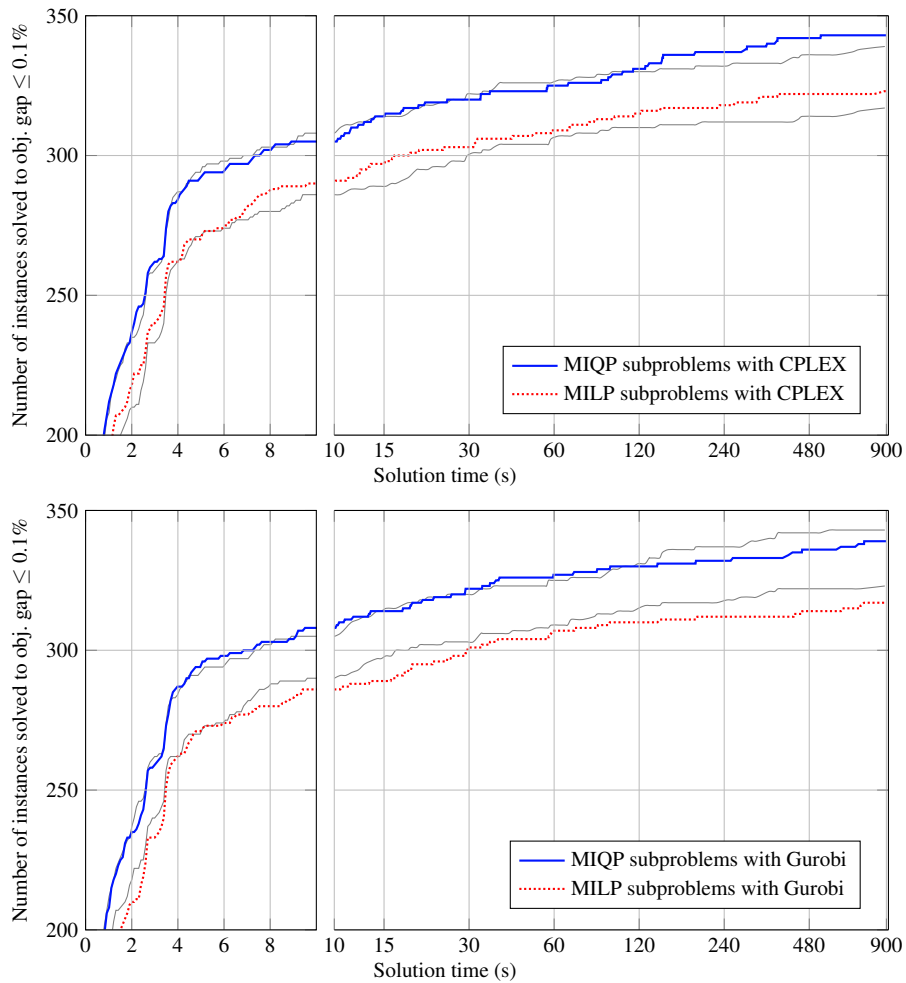 350
300
250
200
Number of instances solved to obj. gap ≤ 0.1%
MIQP subproblems with CPLEX
MILP subproblems with CPLEX
0 2 4 6 8 10 15 30 60 120 240 480 900
Solution time (s)
350
300
250
200
Number of instances solved to obj. gap ≤ 0.1%
MIQP subproblems with Gurobi
MILP subproblems with Gurobi
0 2 4 6 8 10 15 30 60 120 240 480 900
Solution time (s)